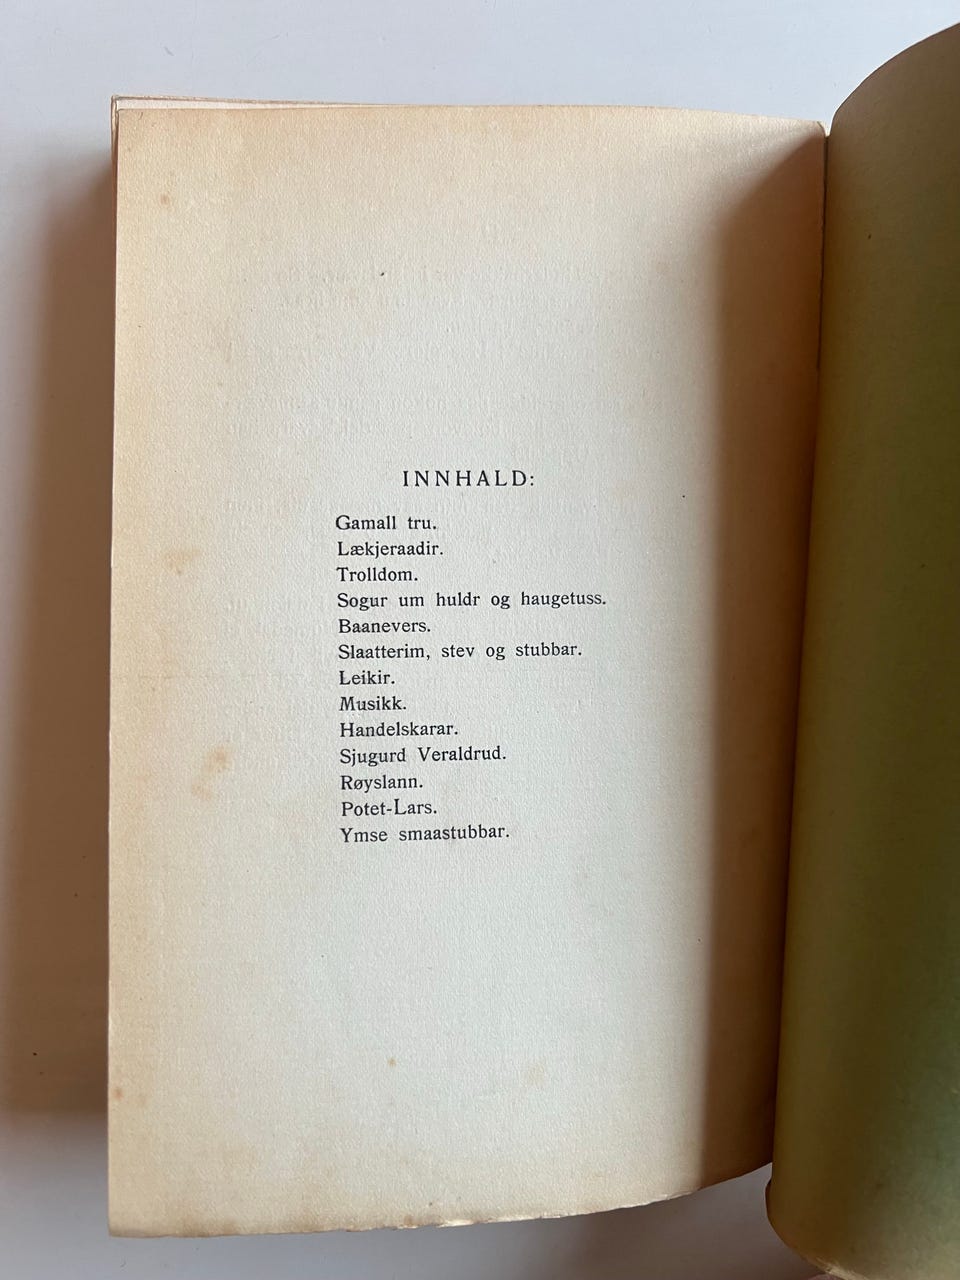 INNHALD:
Gamall tru.
Lækjeraadir.
Trolldom.
Sogur um huldr og haugetuss.
Baanevers.
Slaatterim, stev og stubbar.
Leikir.
Musikk.
Handelskarar.
Sjugurd Veraldrud.
Røyslann.
Potet-Lars.
Ymse smaastubbar.